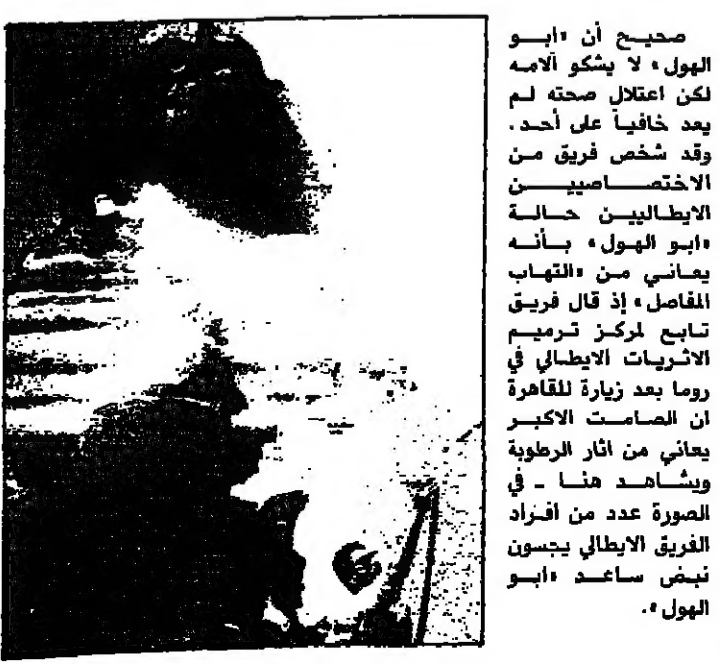 صحيح أن «ابو
الهول» لا يشكو آلامه
لكن اعتلال صحته لم
يعد خافياً على أحد.
وقد شخص فريق من
الاختصاصيين
الايطاليين حالة
«ابو الهول» بأنه
يعاني من «التهاب
المفاصل» إذ قال فريق
تابع لمركز ترميم
الاثريات الايطالي في
روما بعد زيارة للقاهرة
ان الصامت الاكبر
يعاني من اثار الرطوبة
ويشاهد هنا - في
الصورة عدد من أفراد
الفريق الايطالي يجسون
نبض ساعد «ابو
الهول».